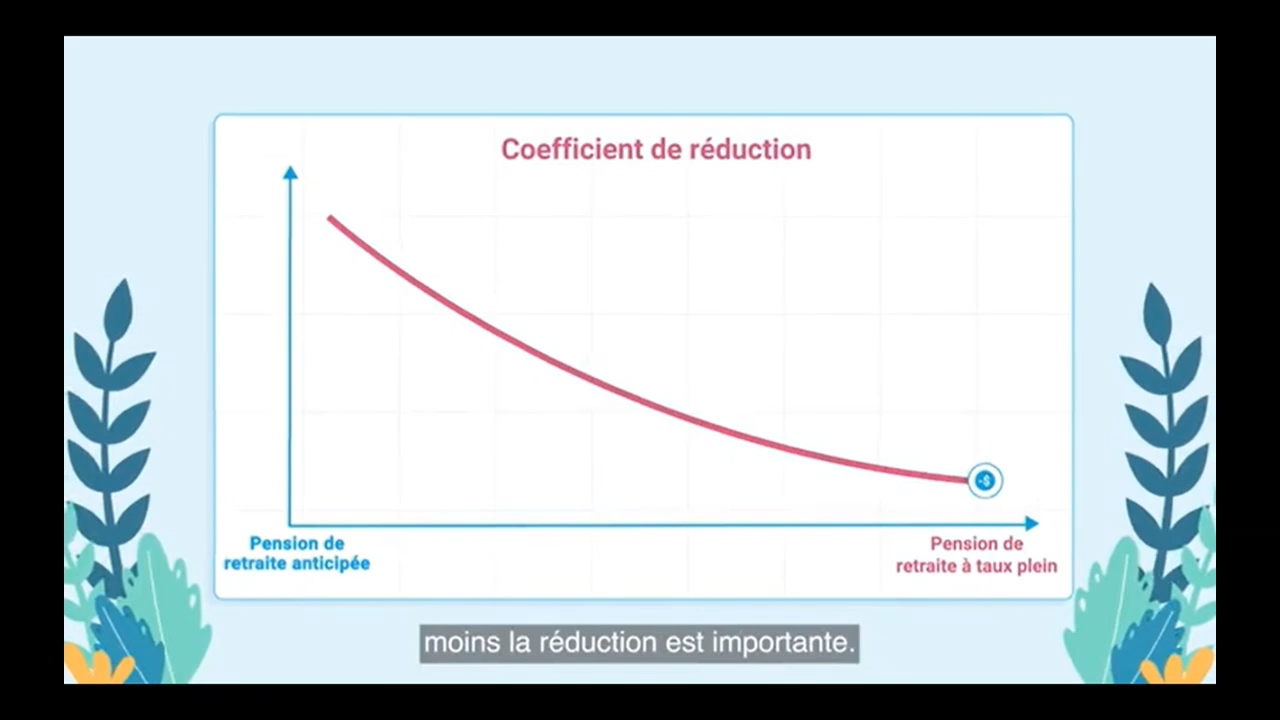 Coefficient de réduction
-$
Pension de
retraite anticipée
Pension de
retraite à taux plein
moins la réduction est importante.